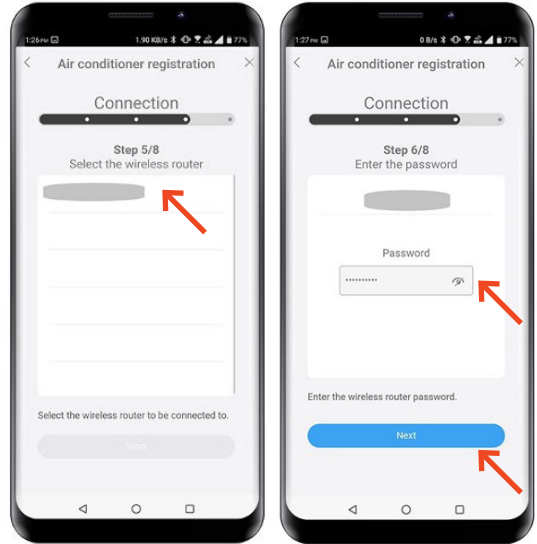 1:26 PM
1.90 KB/s
77%
Air conditioner registration
Connection
Step 5/8
Select the wireless router
Select the wireless router to be connected to.
Next
1:27 PM
0 B/s
77%
Air conditioner registration
Connection
Step 6/8
Enter the password
Password
Enter the wireless router password.
Next